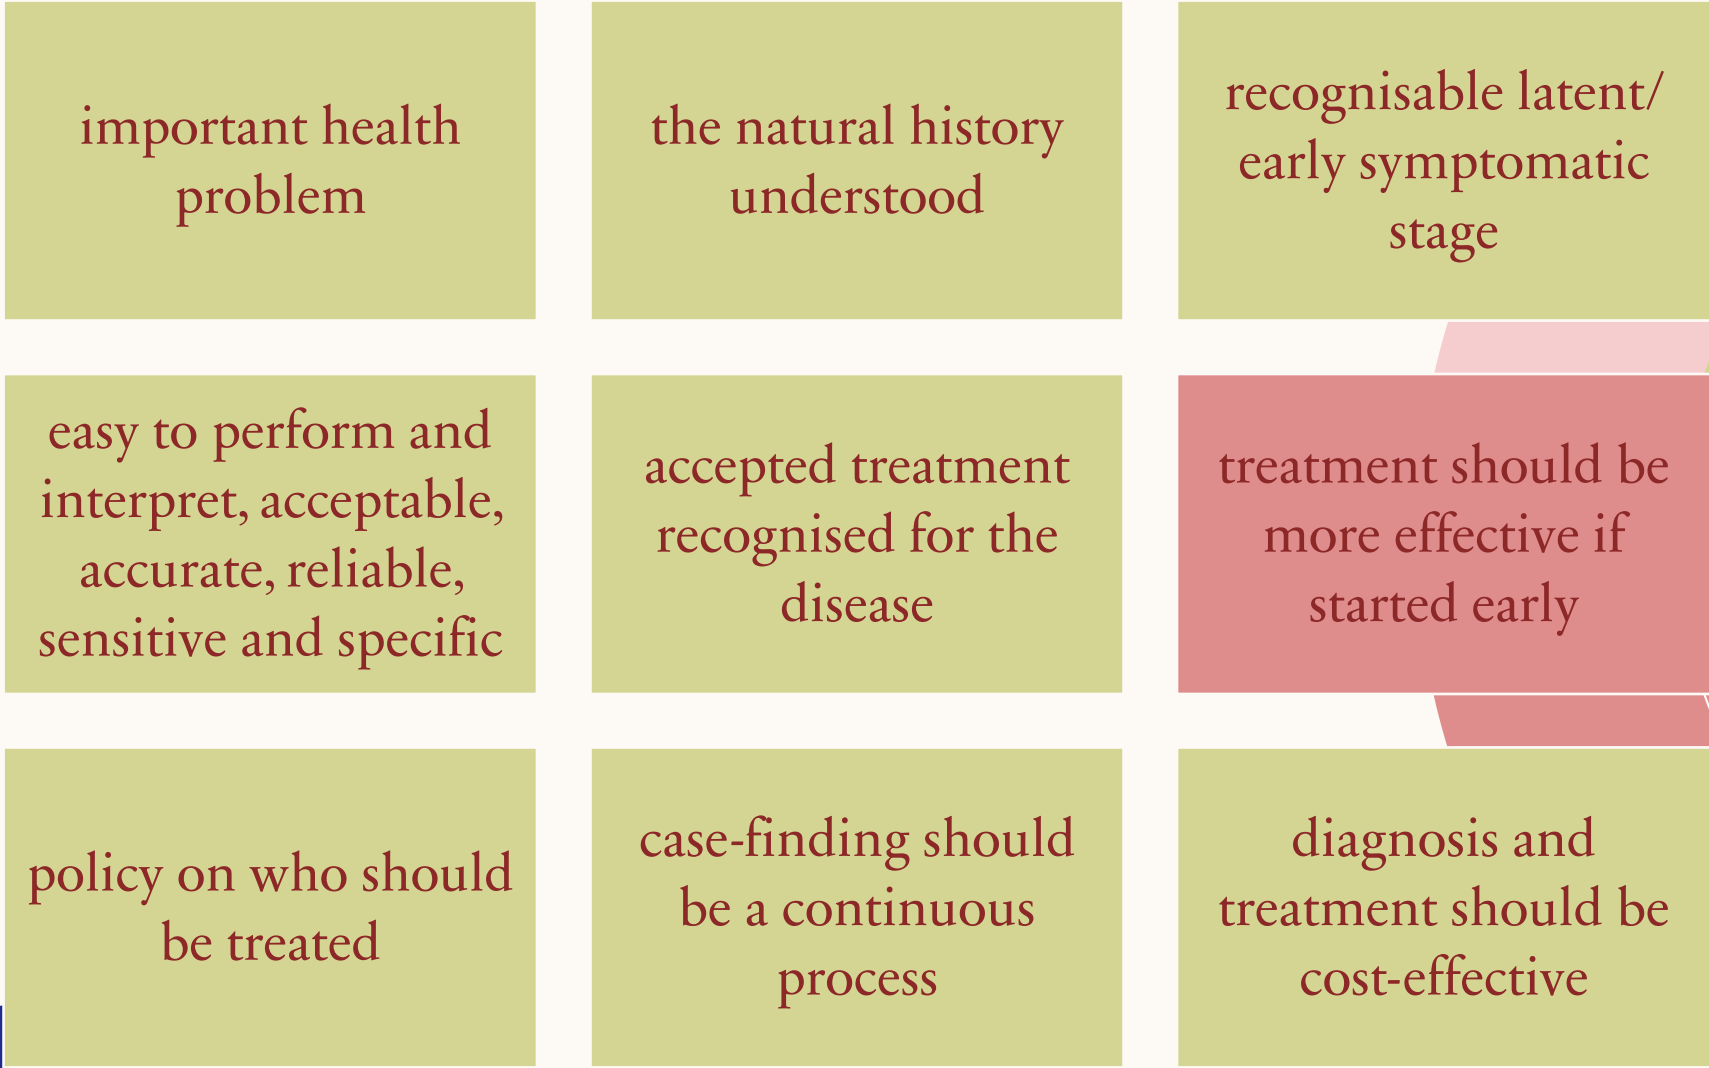 important health
problem
the natural history
understood
recognisable latent/
early symptomatic
stage
easy to perform and
interpret, acceptable,
accurate, reliable,
sensitive and specific
accepted treatment
recognised for the
disease
treatment should be
more effective if
started early
policy on who should
be treated
case-finding should
be a continuous
process
diagnosis and
treatment should be
cost-effective